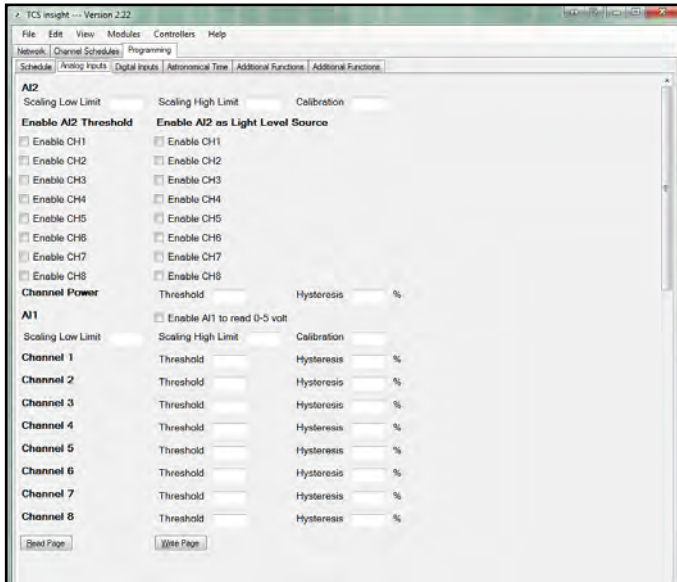 TCS insight --- Version 2.22
File Edit View Modules Controllers Help
Network Channel Schedules Programming
Schedule Analog Inputs Digital Inputs Astronomical Time Additional Functions Additional Functions
AI2
Scaling Low Limit Scaling High Limit Calibration
Enable AI2 Threshold Enable AI2 as Light Level Source
Enable CH1 Enable CH1
Enable CH2 Enable CH2
Enable CH3 Enable CH3
Enable CH4 Enable CH4
Enable CH5 Enable CH5
Enable CH6 Enable CH6
Enable CH7 Enable CH7
Enable CH8 Enable CH8
Channel Power Threshold Hysteresis %
AI1 Enable AI1 to read 0-5 volt
Scaling Low Limit Scaling High Limit Calibration
Channel 1 Threshold Hysteresis %
Channel 2 Threshold Hysteresis %
Channel 3 Threshold Hysteresis %
Channel 4 Threshold Hysteresis %
Channel 5 Threshold Hysteresis %
Channel 6 Threshold Hysteresis %
Channel 7 Threshold Hysteresis %
Channel 8 Threshold Hysteresis %
Read Page Write Page